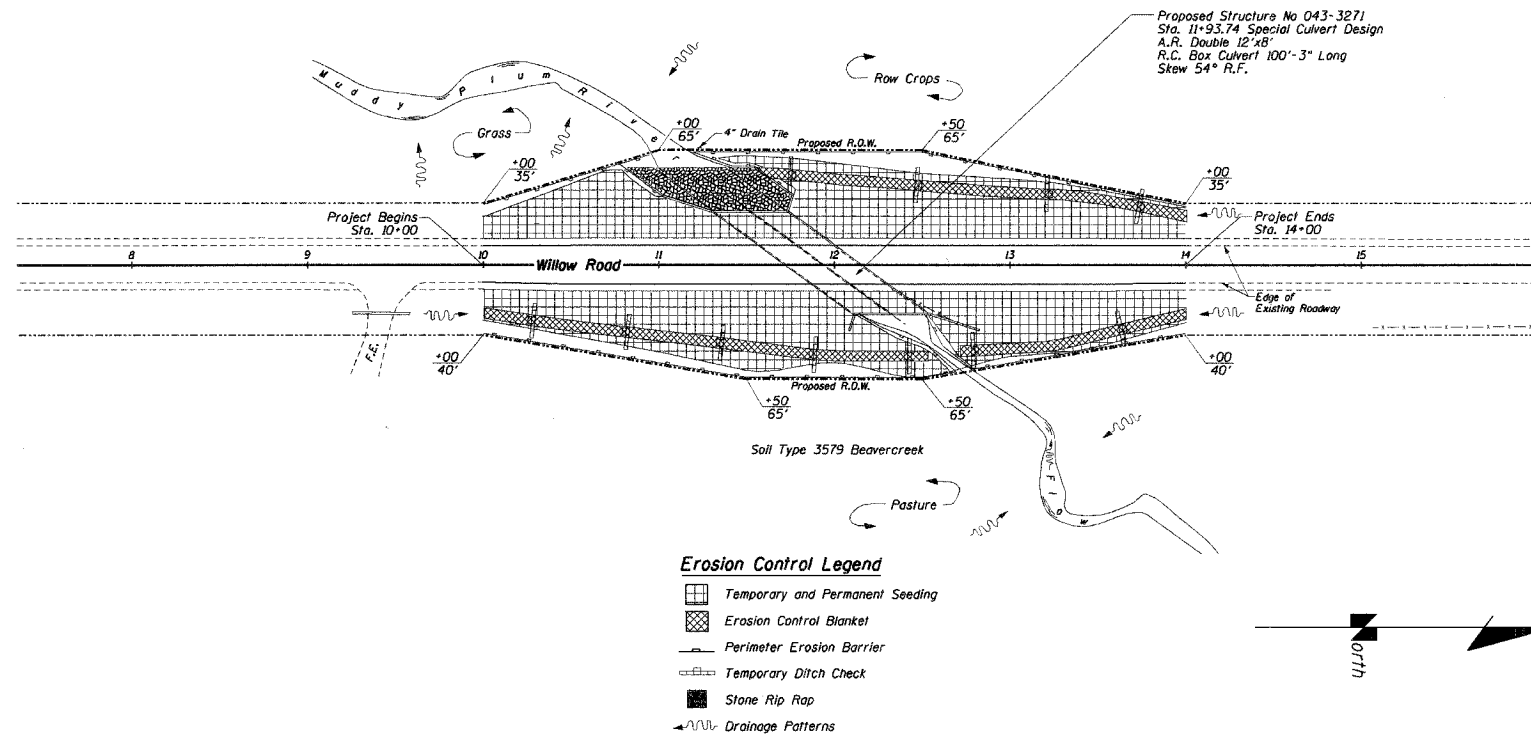 Proposed Structure No 043-3271
Sta. 11+93.74 Special Culvert Design
A.R. Double 12'x8'
R.C. Box Culvert 100'-3" Long
Skew 54° R.F.
Muddy Plum River
Row Crops
Grass
+00
65'
4" Drain Tile
Proposed R.O.W.
+50
65'
+00
35'
+00
35'
Project Begins
Sta. 10+00
Project Ends
Sta. 14+00
8
9
10
11
12
13
14
15
Willow Road
Edge of
Existing Roadway
F.E.
+00
40'
+00
40'
Proposed R.O.W.
+50
65'
+50
65'
Soil Type 3579 Beavercreek
Flow
Pasture
Erosion Control Legend
Temporary and Permanent Seeding
Erosion Control Blanket
Perimeter Erosion Barrier
Temporary Ditch Check
Stone Rip Rap
Drainage Patterns
North